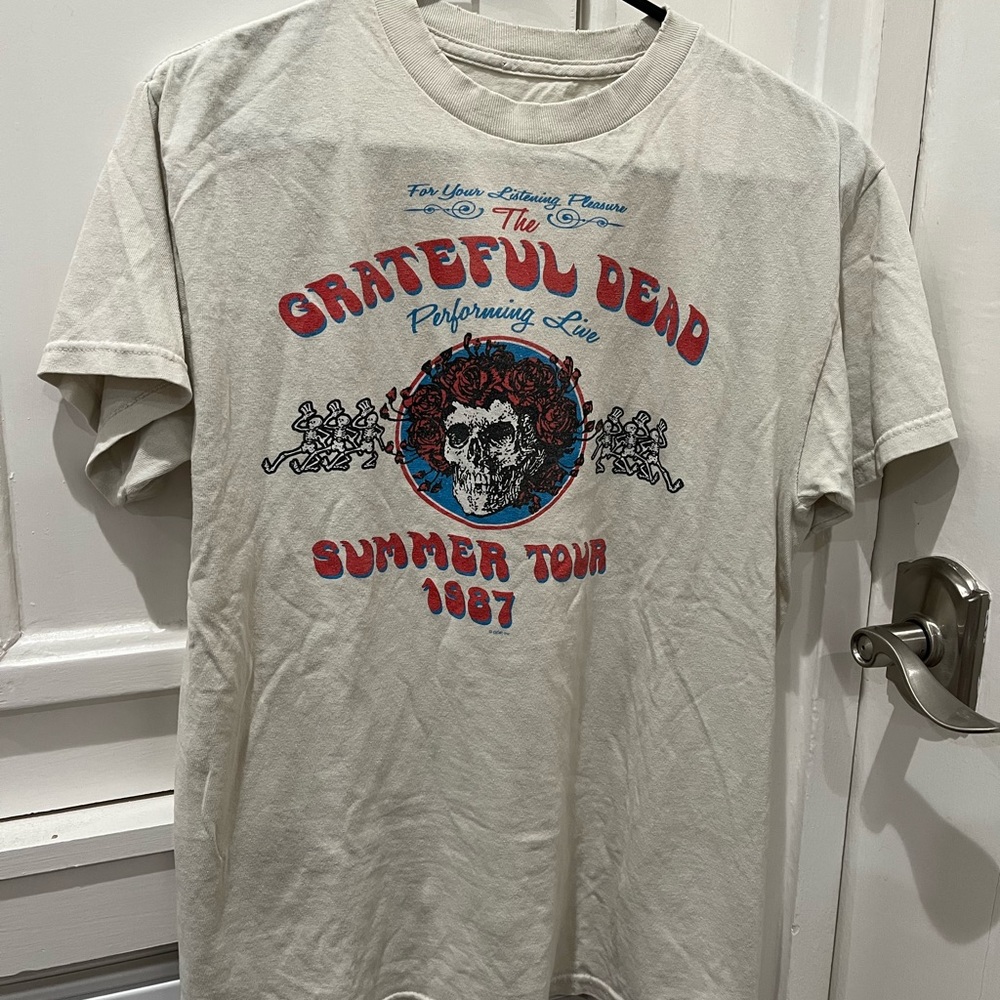 For Your Listening Pleasure
The
GRATEFUL DEAD
Performing Live
SUMMER TOUR
1987